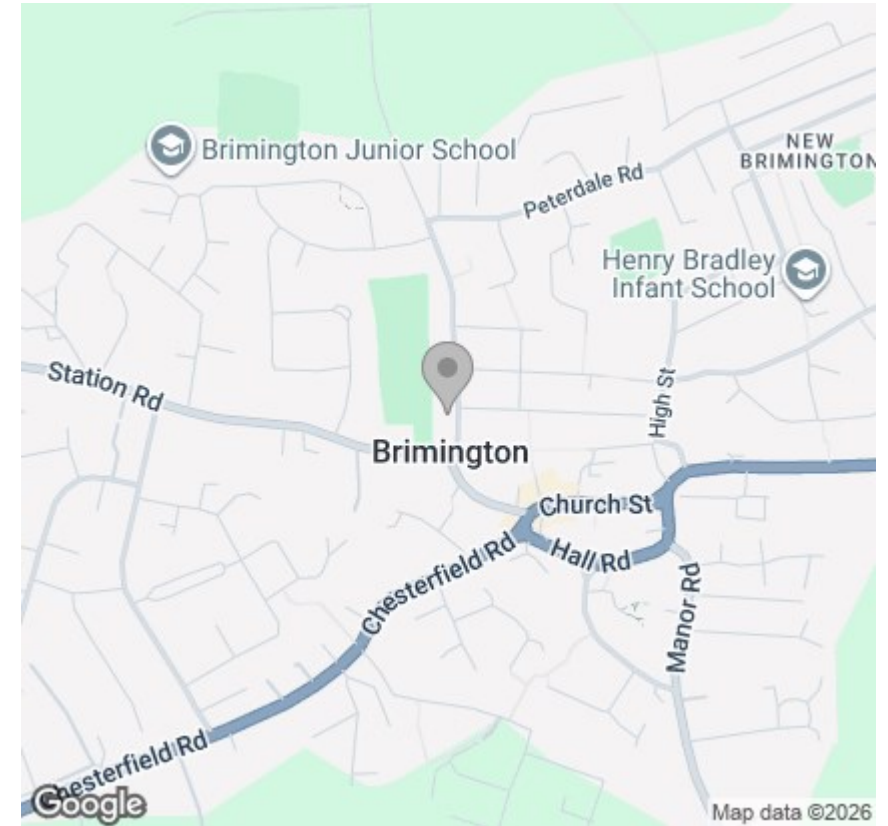 Brimington Junior School
NEW
BRIMINGTON
Peterdale Rd
Henry Bradley
Infant School
Station Rd
High St
Brimington
Church St
Hall Rd
Chesterfield Rd
Manor Rd
Chesterfield Rd
Google
Map data ©2026